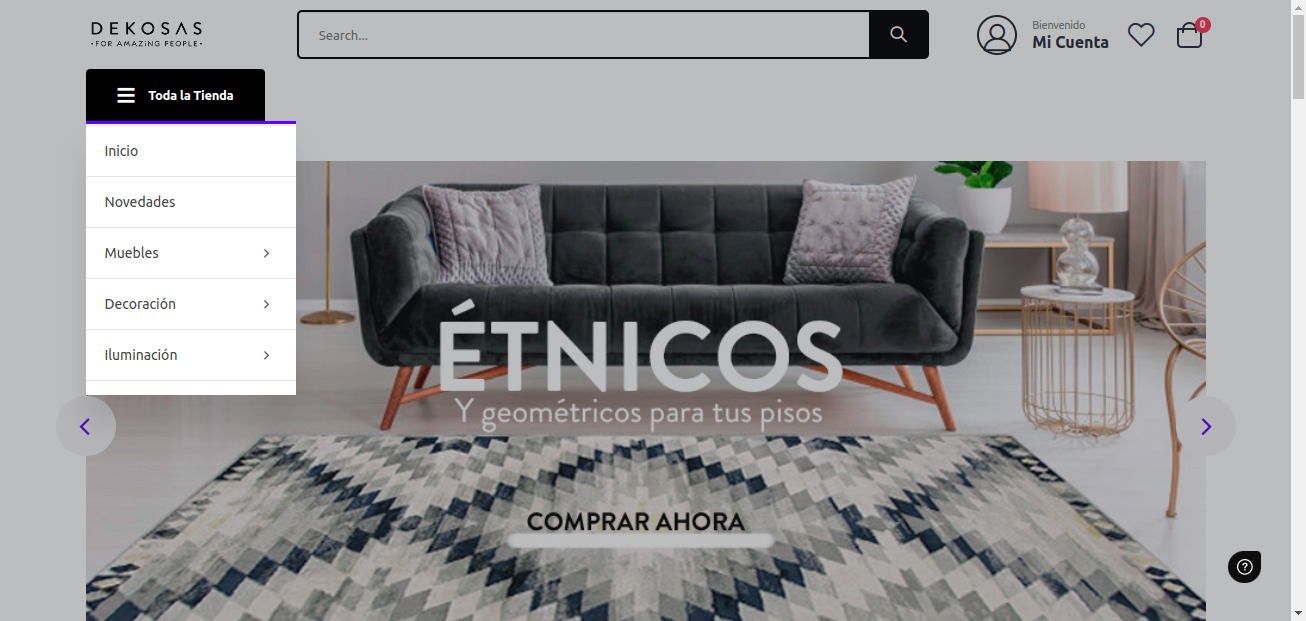 DEKOSAS
•FOR AMAZiNG PEOPLE•
Search...
Bienvenido
Mi Cuenta
0
Toda la Tienda
Inicio
Novedades
Muebles
Decoración
Iluminación
ÉTNICOS
Y geométricos para tus pisos
COMPRAR AHORA